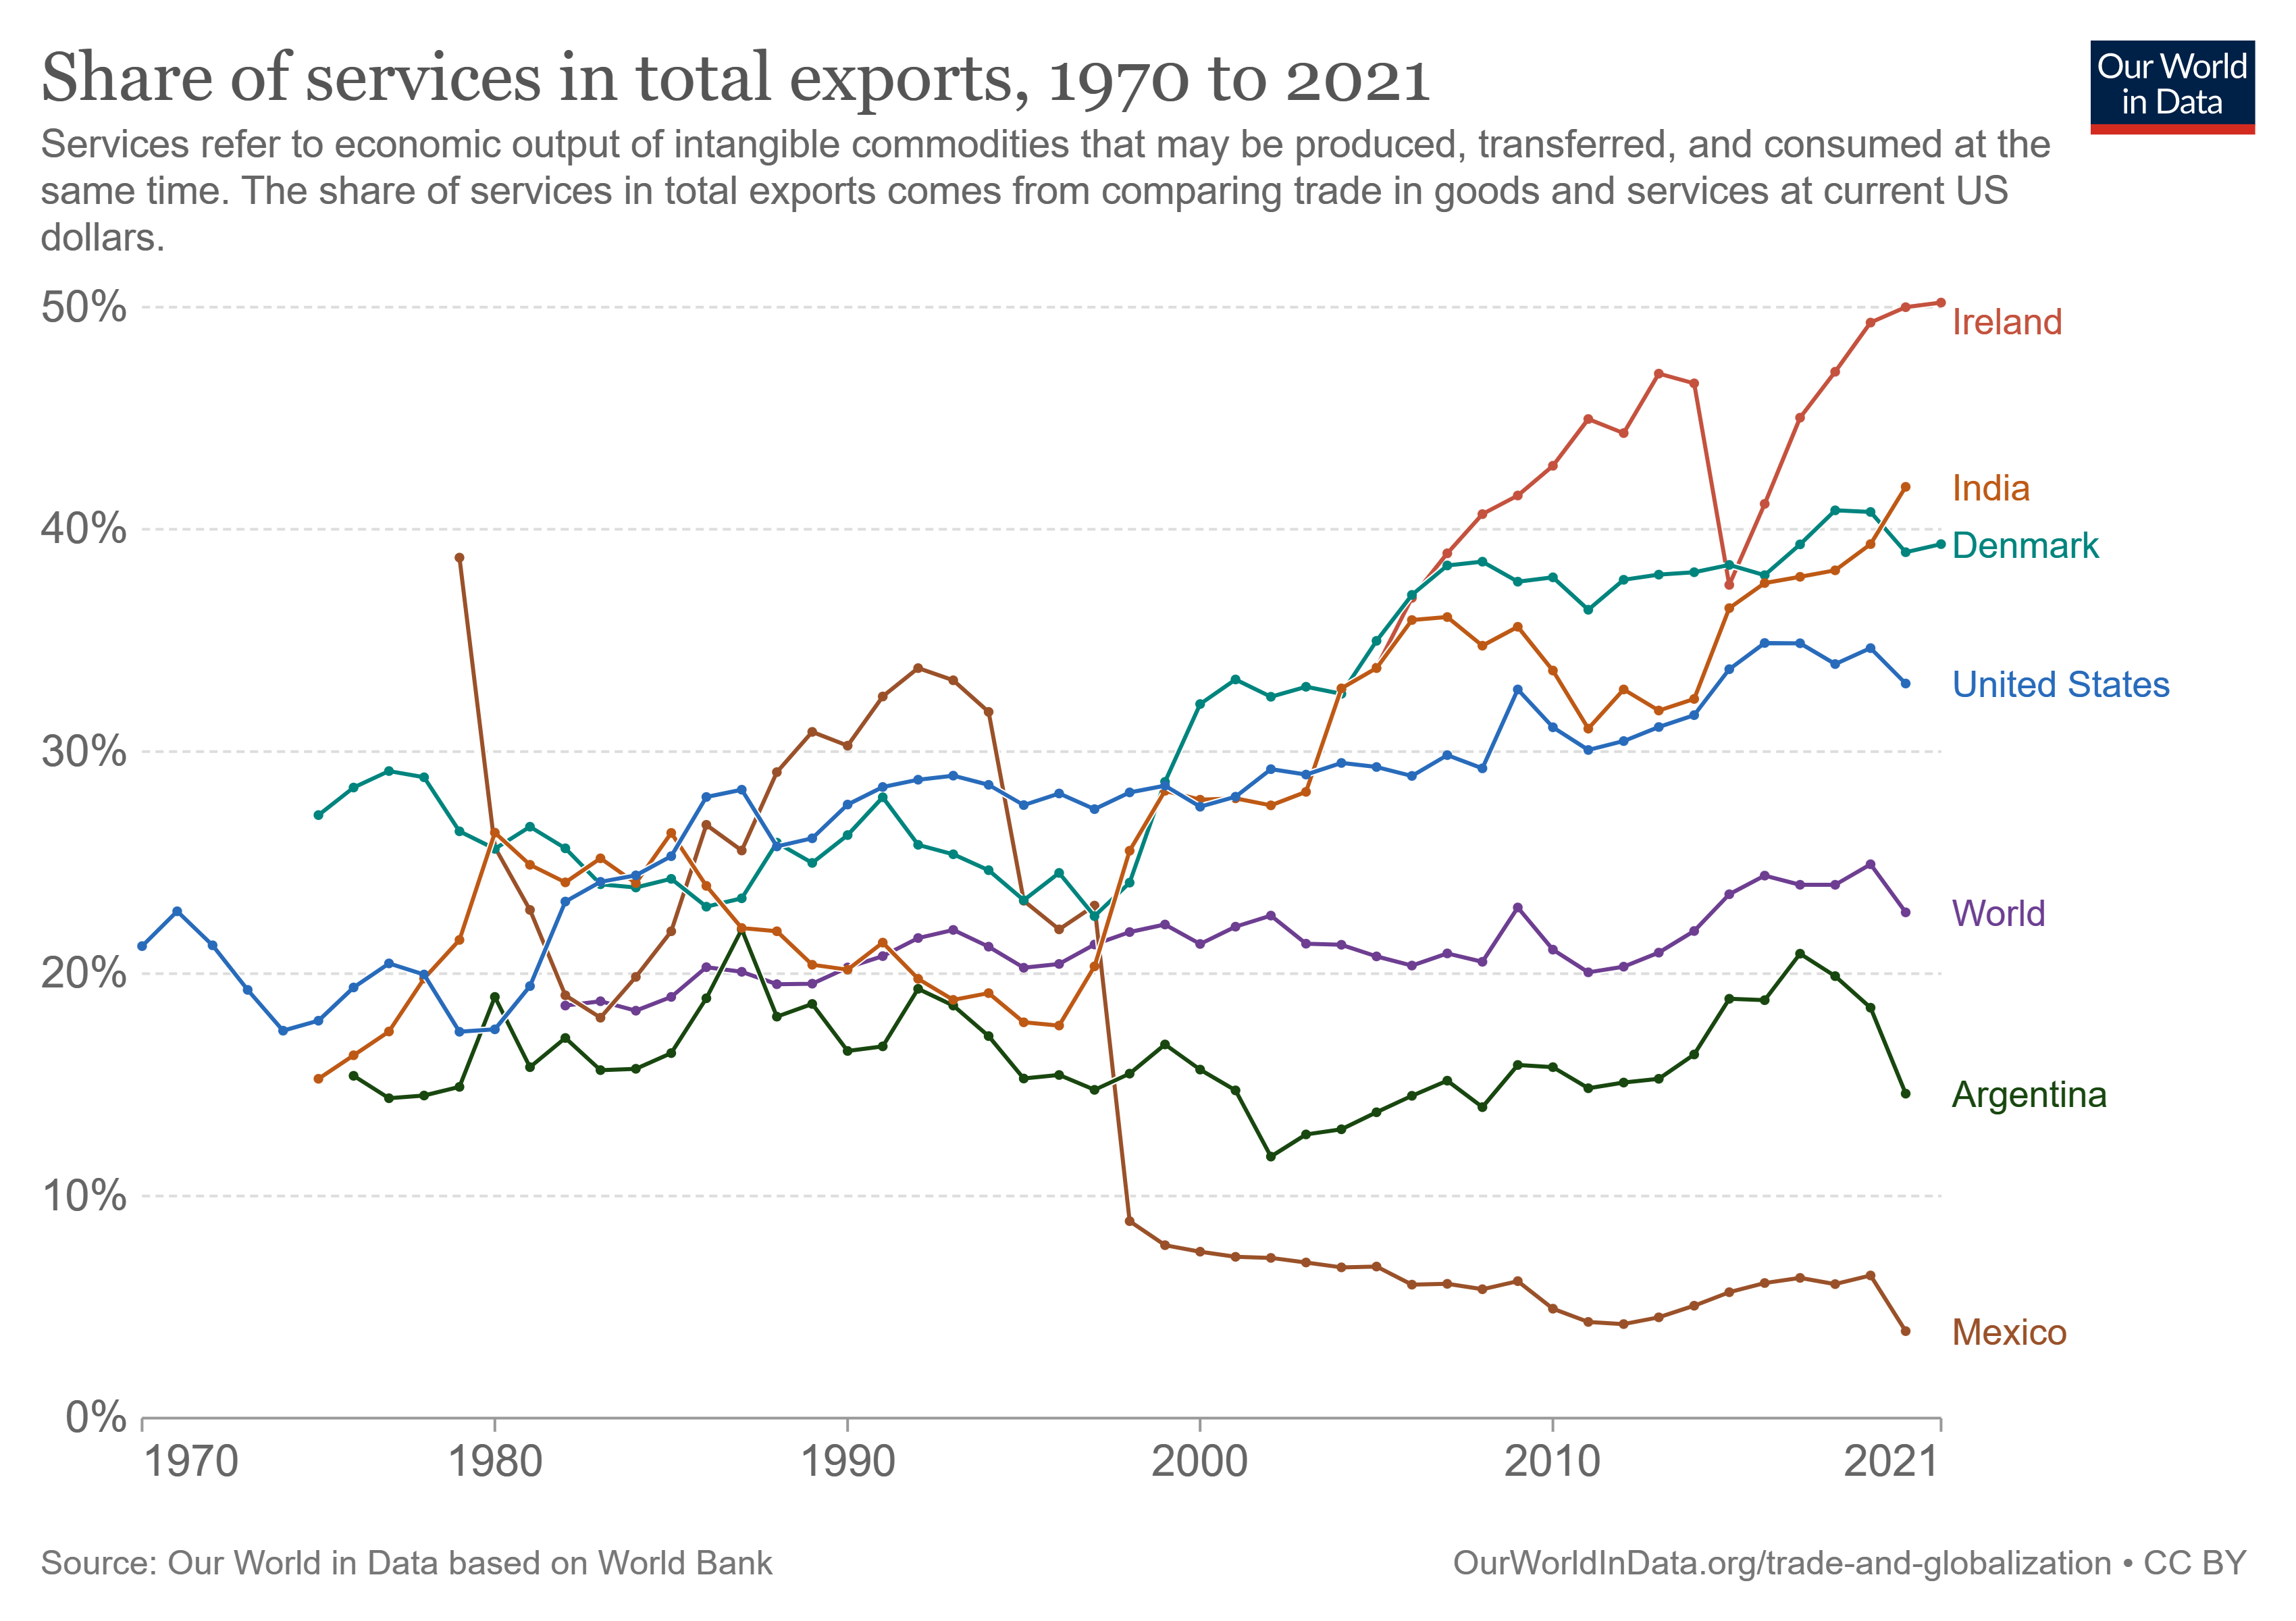 Share of services in total exports, 1970 to 2021
Our World
in Data
Services refer to economic output of intangible commodities that may be produced, transferred, and consumed at the
same time. The share of services in total exports comes from comparing trade in goods and services at current US
dollars.
50%
Ireland
India
40%
Denmark
United States
30%
World
20%
Argentina
10%
Mexico
0%
1970 1980 1990 2000 2010 2021
Source: Our World in Data based on World Bank
OurWorldInData.org/trade-and-globalization • CC BY